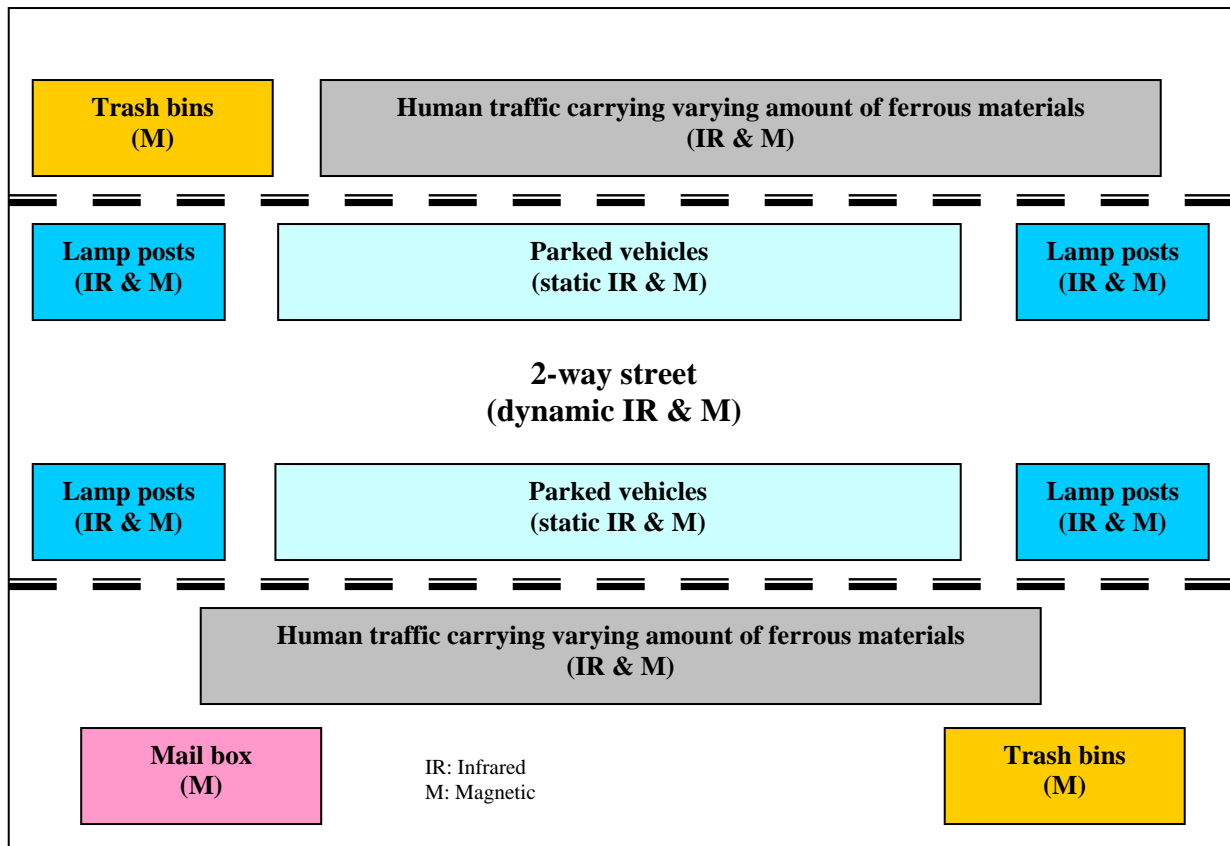 Trash bins
(M)
Human traffic carrying varying amount of ferrous materials
(IR & M)
Lamp posts
(IR & M)
Parked vehicles
(static IR & M)
Lamp posts
(IR & M)
2-way street
(dynamic IR & M)
Lamp posts
(IR & M)
Parked vehicles
(static IR & M)
Lamp posts
(IR & M)
Human traffic carrying varying amount of ferrous materials
(IR & M)
Mail box
(M)
IR: Infrared
M: Magnetic
Trash bins
(M)